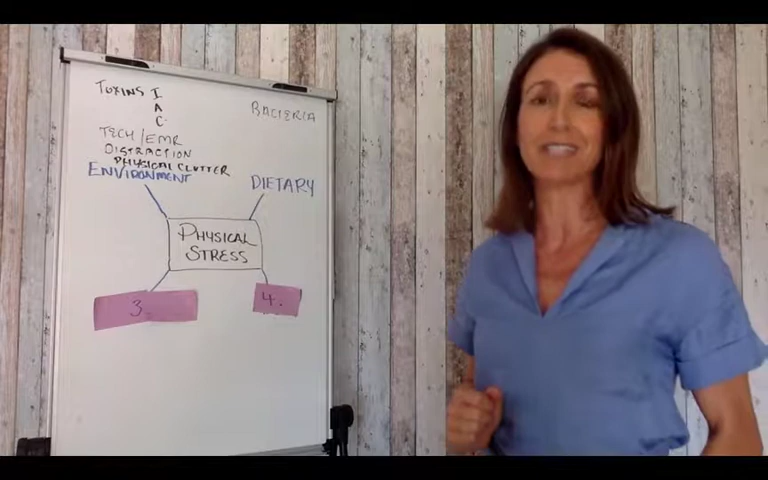 TOXINS I
A
C
BACTERIA
TECH/EMR
DISTRACTION
PHYSICAL CLUTTER
ENVIRONMENT
DIETARY
PHYSICAL
STRESS
3.
4.